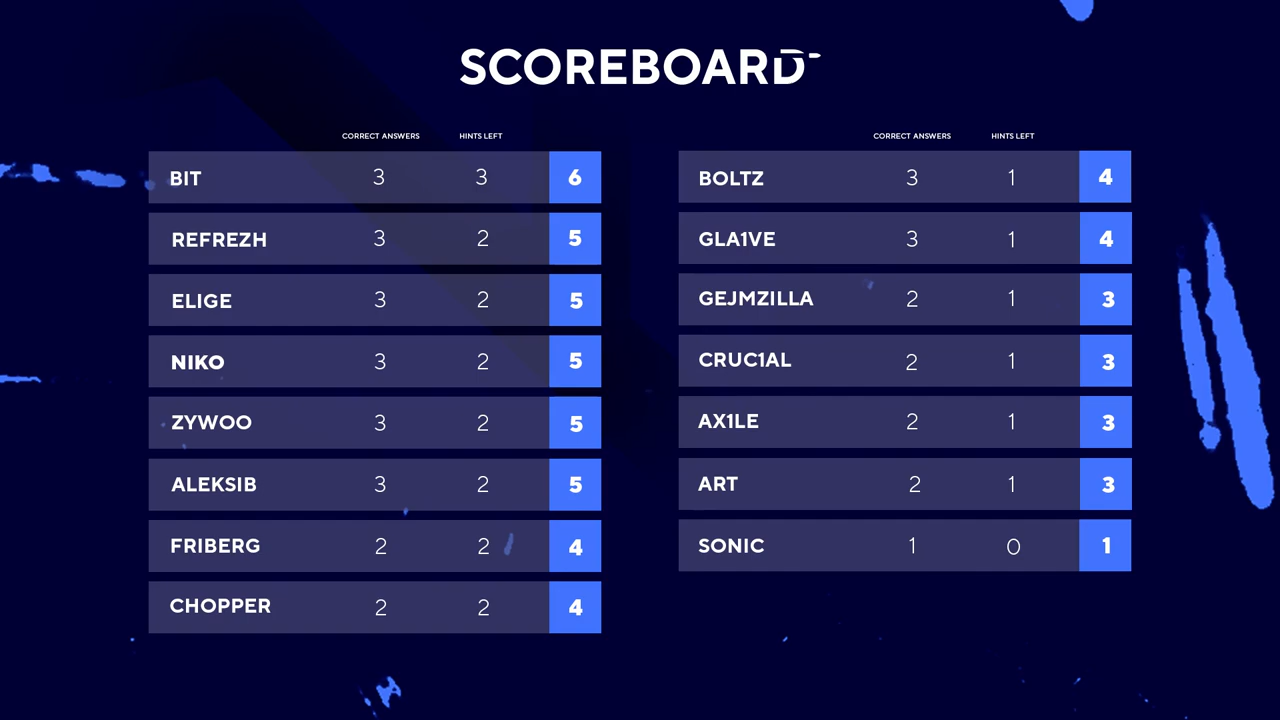 SCOREBOARD
CORRECT ANSWERS HINTS LEFT
BIT 3 3 6
REFREZH 3 2 5
ELIGE 3 2 5
NIKO 3 2 5
ZYWOO 3 2 5
ALEKSIB 3 2 5
FRIBERG 2 2 4
CHOPPER 2 2 4
CORRECT ANSWERS HINTS LEFT
BOLTZ 3 1 4
GLA1VE 3 1 4
GEJMZILLA 2 1 3
CRUC1AL 2 1 3
AX1LE 2 1 3
ART 2 1 3
SONIC 1 0 1